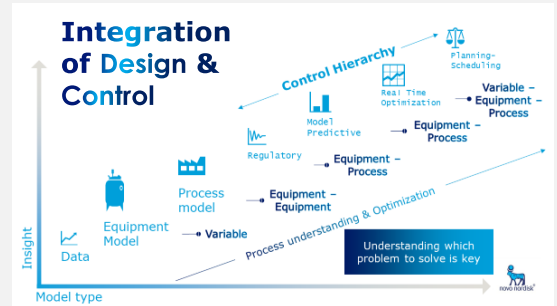 Integration
of Design &
Control
Control Hierarchy
Planning-
Scheduling
Real Time
Optimization
Model
Predictive
Regulatory
Process
model
Equipment
Model
Data
Variable –
Equipment –
Process
Equipment –
Process
Equipment –
Process
Equipment –
Equipment
Variable
Process understanding & Optimization
Understanding which
problem to solve is key
Insight
Model type
novo nordisk